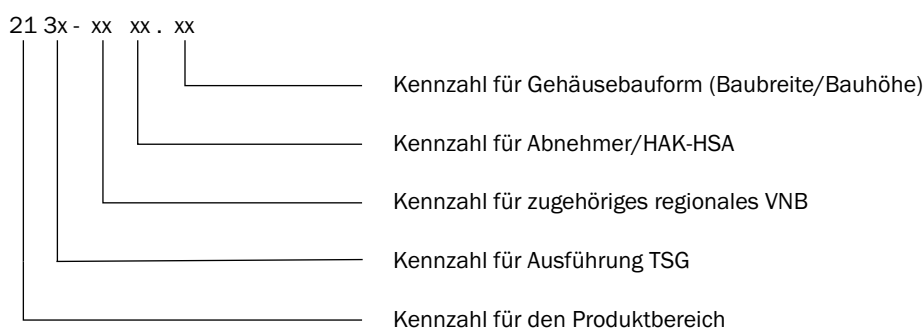 21 3x - xx xx . xx
Kennzahl für Gehäusebauform (Baubreite/Bauhöhe)
Kennzahl für Abnehmer/HAK-HSA
Kennzahl für zugehöriges regionales VNB
Kennzahl für Ausführung TSG
Kennzahl für den Produktbereich